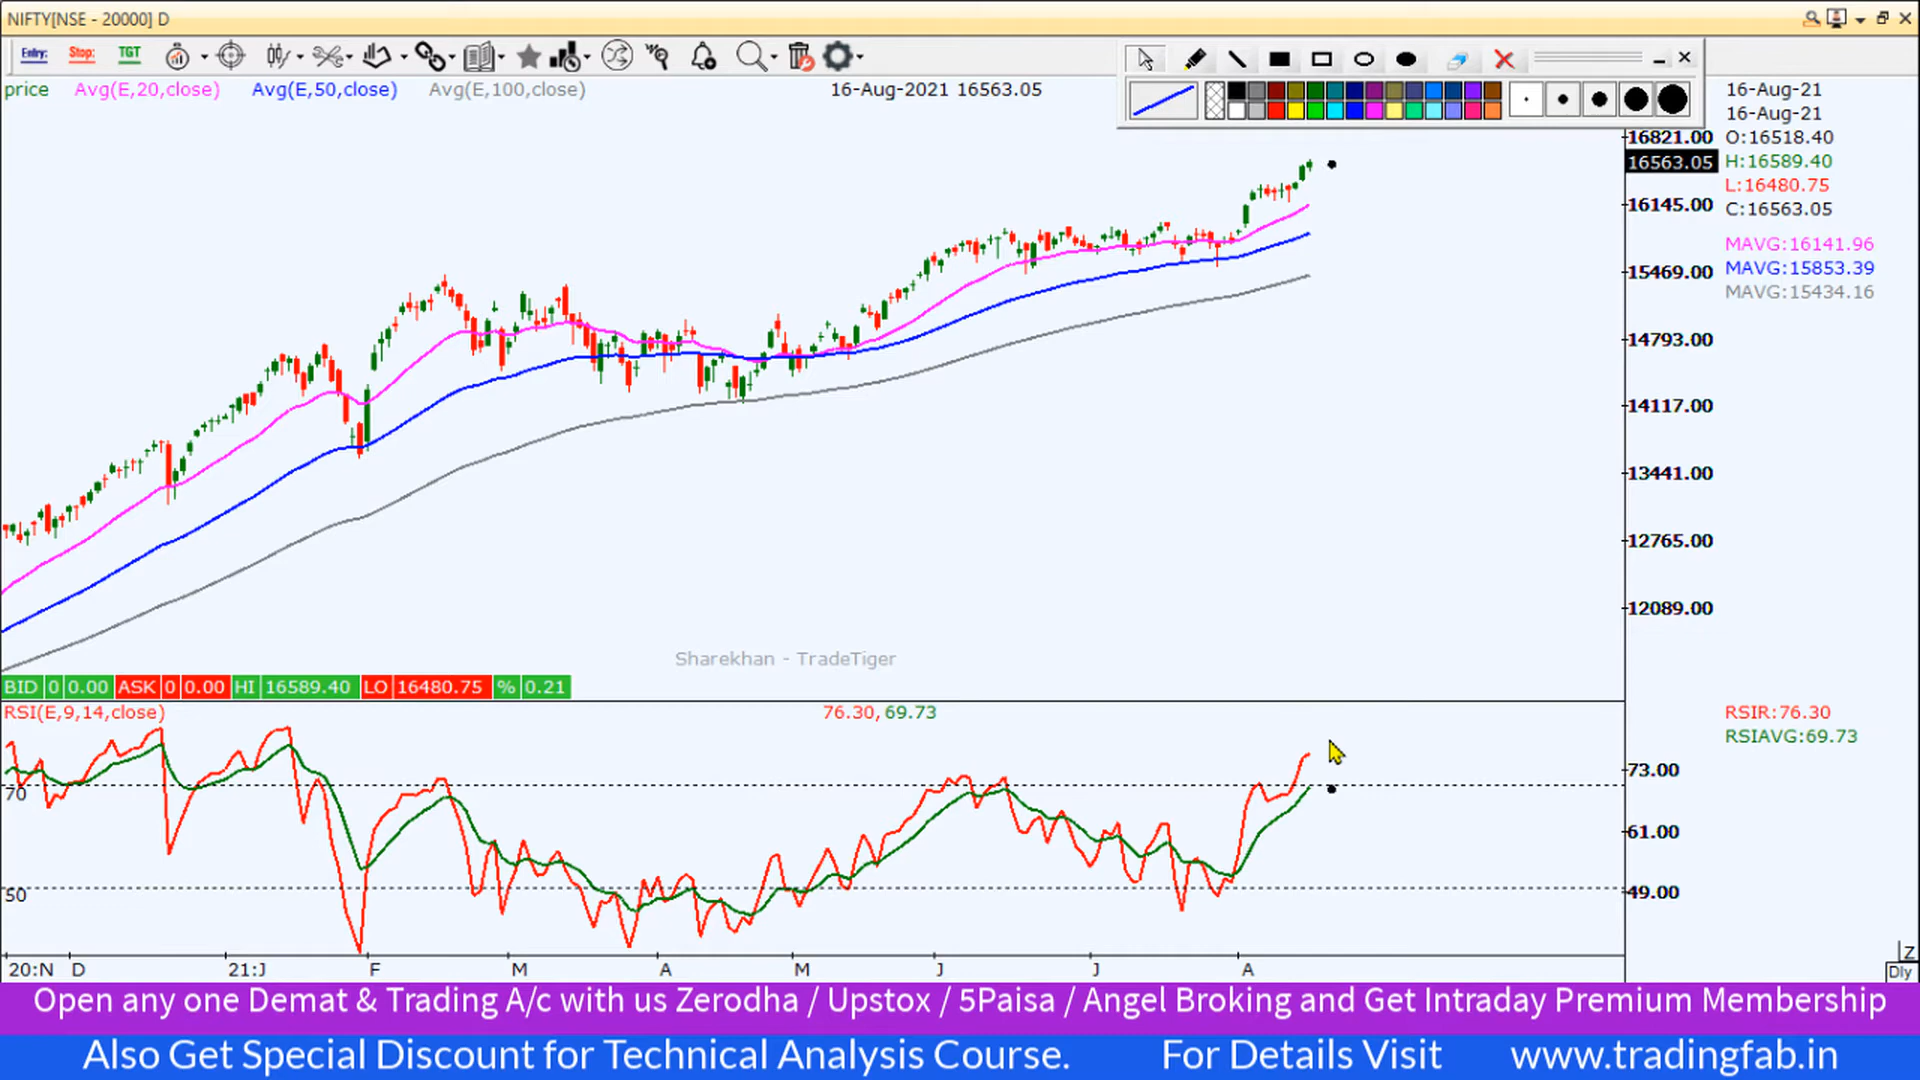 NIFTY[NSE - 20000] D
Entry: Stop: TGT
price Avg(E,20,close) Avg(E,50,close) Avg(E,100,close) 16-Aug-2021 16563.05
16-Aug-21
16-Aug-21
16821.00 O:16518.40
16563.05 H:16589.40
L:16480.75
16145.00 C:16563.05
MAVG:16141.96
15469.00 MAVG:15853.39
MAVG:15434.16
14793.00
14117.00
13441.00
12765.00
12089.00
Sharekhan - TradeTiger
BID 0 0.00 ASK 0 0.00 HI 16589.40 LO 16480.75 % 0.21
RSI(E,9,14,close) 76.30, 69.73 RSIR:76.30
RSIAVG:69.73
73.00
70
61.00
50 49.00
Z
20:N D 21:J F M A M J J A Dly
Open any one Demat & Trading A/c with us Zerodha / Upstox / 5Paisa / Angel Broking and Get Intraday Premium Membership
Also Get Special Discount for Technical Analysis Course. For Details Visit www.tradingfab.in